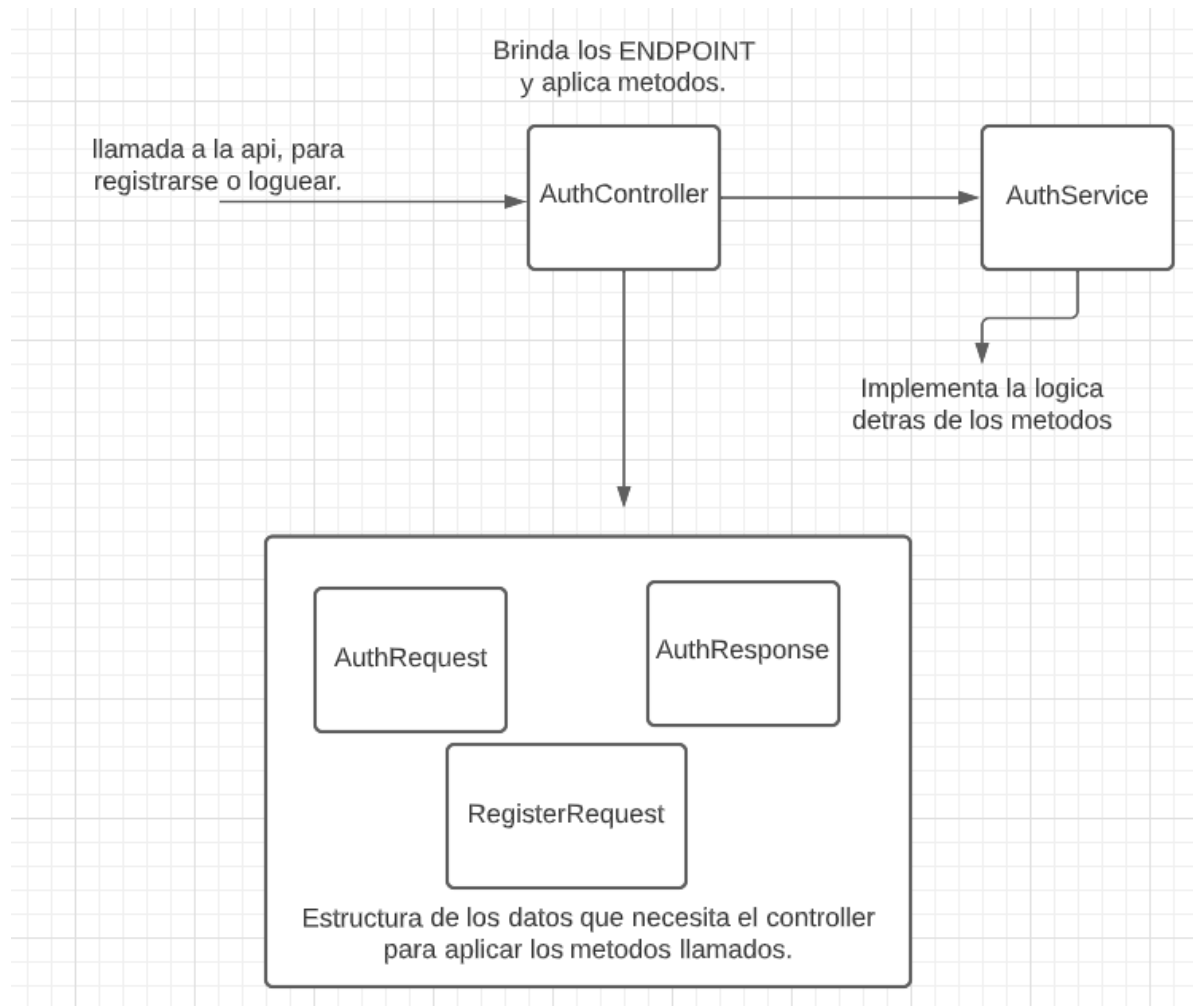 Brinda los ENDPOINT
y aplica metodos.
llamada a la api, para
registrarse o loguear.
AuthController
AuthService
Implementa la logica
detras de los metodos
AuthRequest
AuthResponse
RegisterRequest
Estructura de los datos que necesita el controller
para aplicar los metodos llamados.